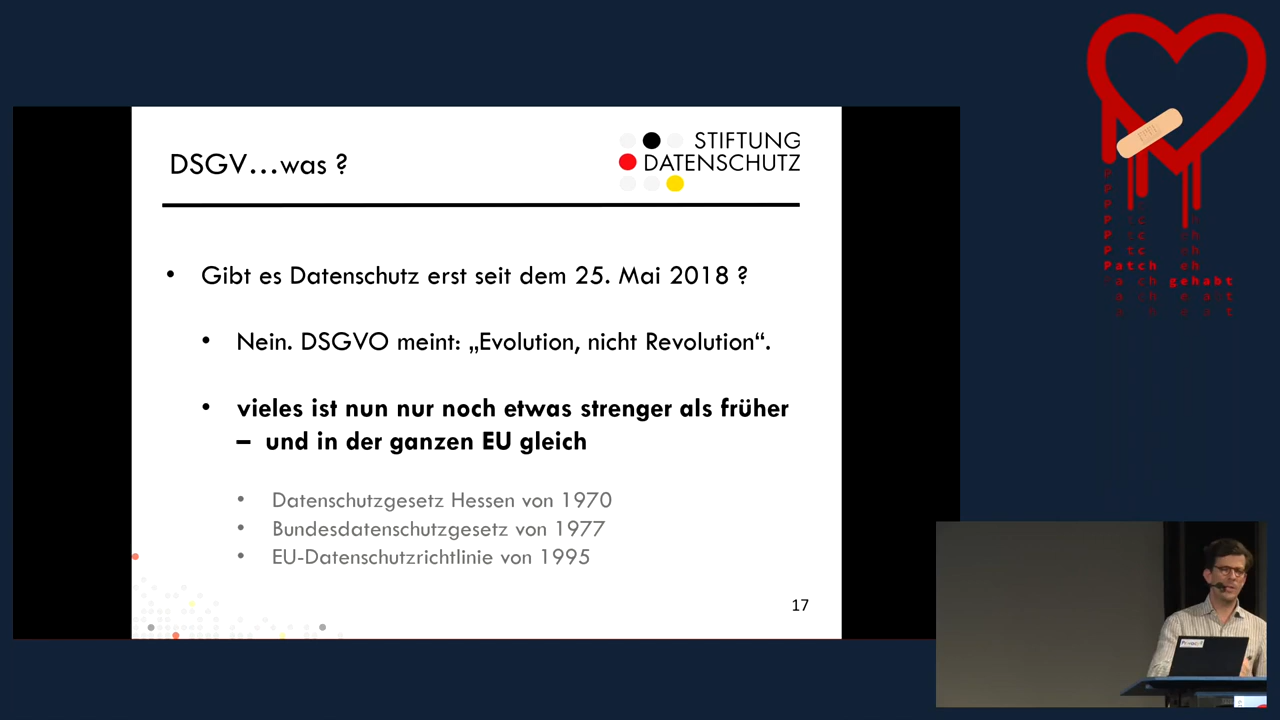 DSGV…was ?
STIFTUNG
DATENSCHUTZ
• Gibt es Datenschutz erst seit dem 25. Mai 2018 ?
• Nein. DSGVO meint: „Evolution, nicht Revolution“.
• vieles ist nun nur noch etwas strenger als früher
– und in der ganzen EU gleich
• Datenschutzgesetz Hessen von 1970
• Bundesdatenschutzgesetz von 1977
• EU-Datenschutzrichtlinie von 1995
17
Patch eh
gehabt